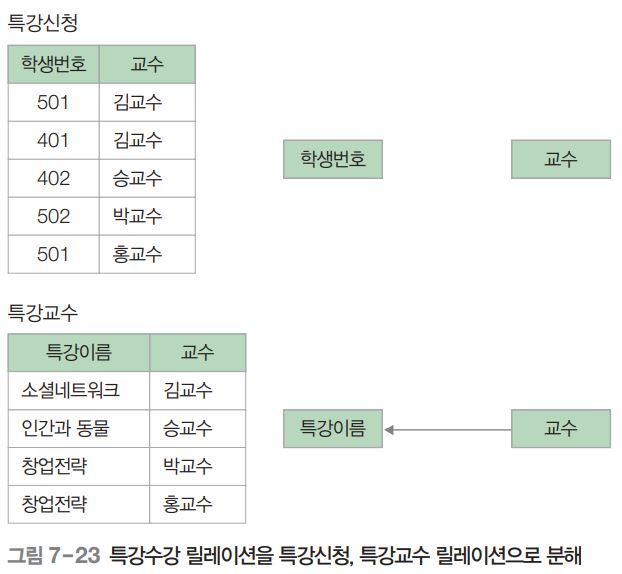 특강신청
학생번호 교수
501 김교수
401 김교수
402 승교수
502 박교수
501 홍교수
학생번호 교수
특강교수
특강이름 교수
소셜네트워크 김교수
인간과 동물 승교수
창업전략 박교수
창업전략 홍교수
특강이름 교수
그림 7-23 특강수강 릴레이션을 특강신청, 특강교수 릴레이션으로 분해